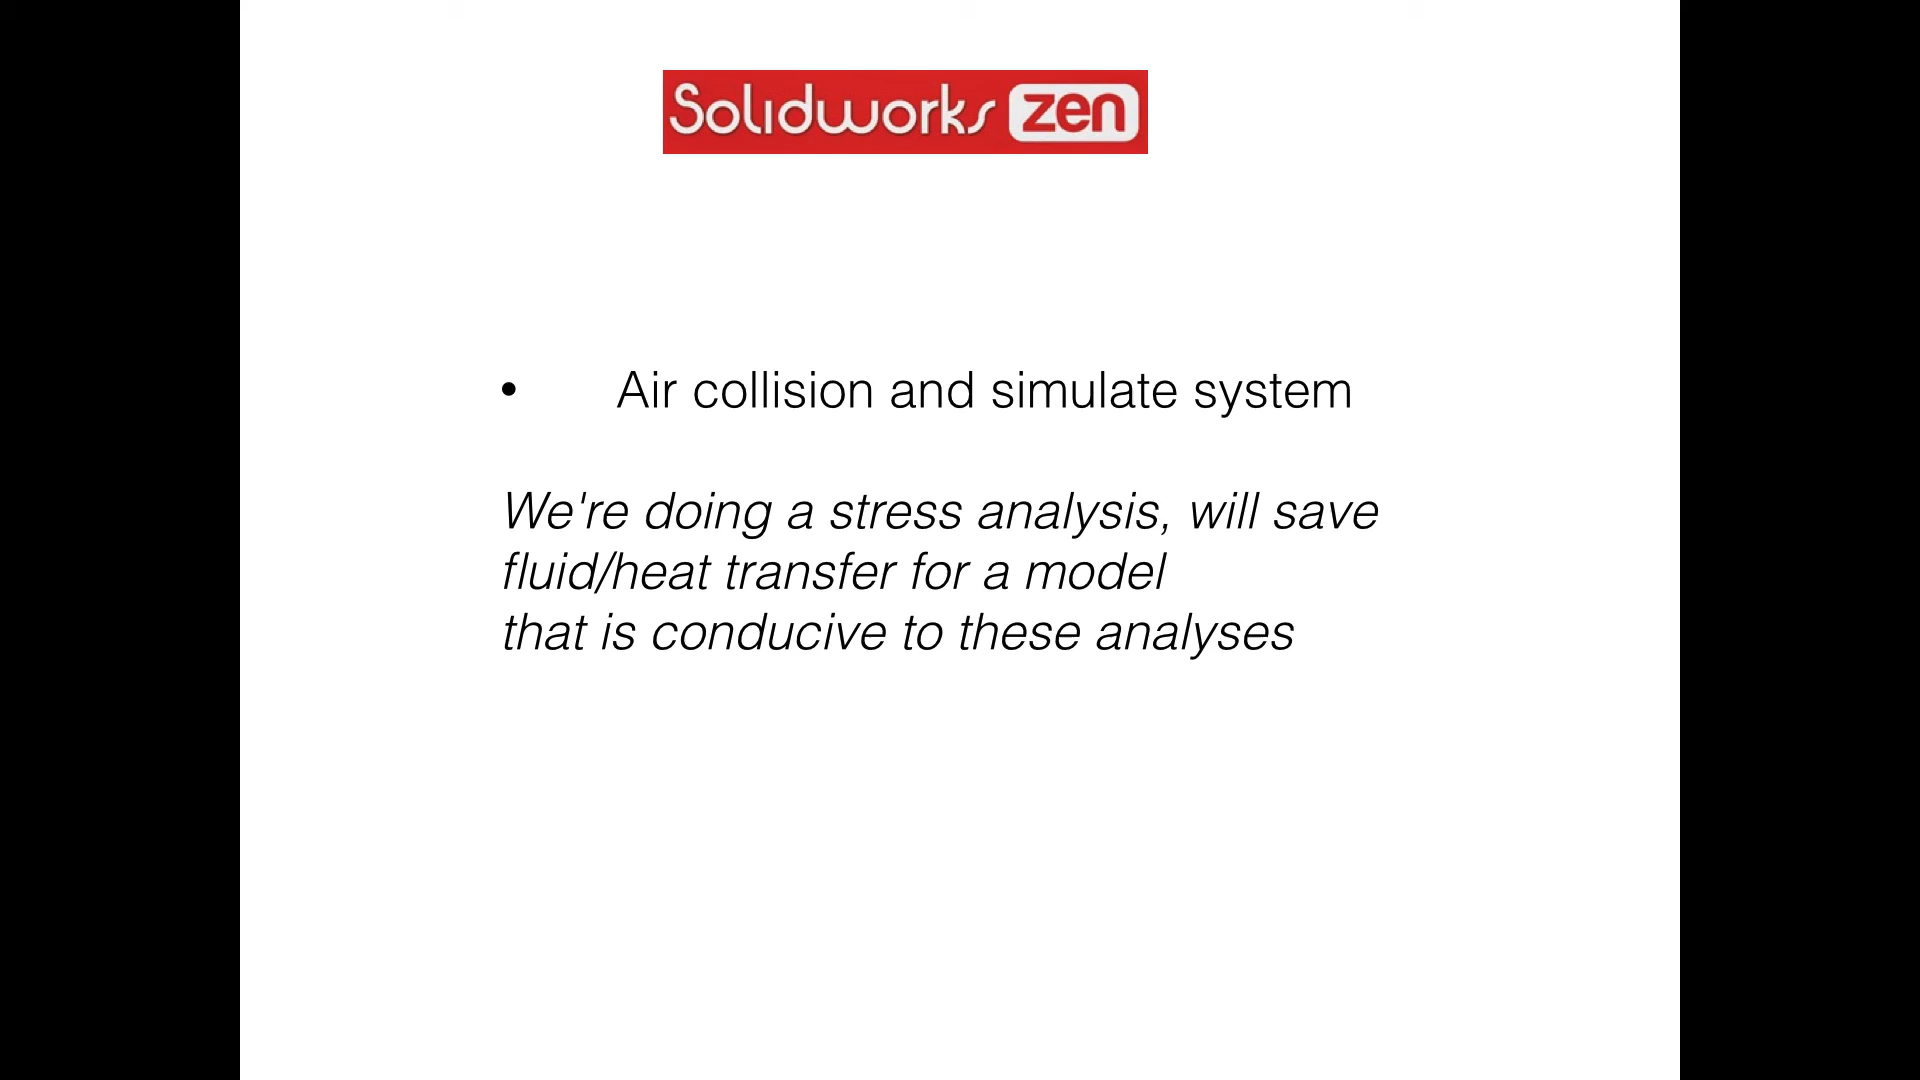 Solidworks zen
• Air collision and simulate system
We're doing a stress analysis, will save
fluid/heat transfer for a model
that is conducive to these analyses